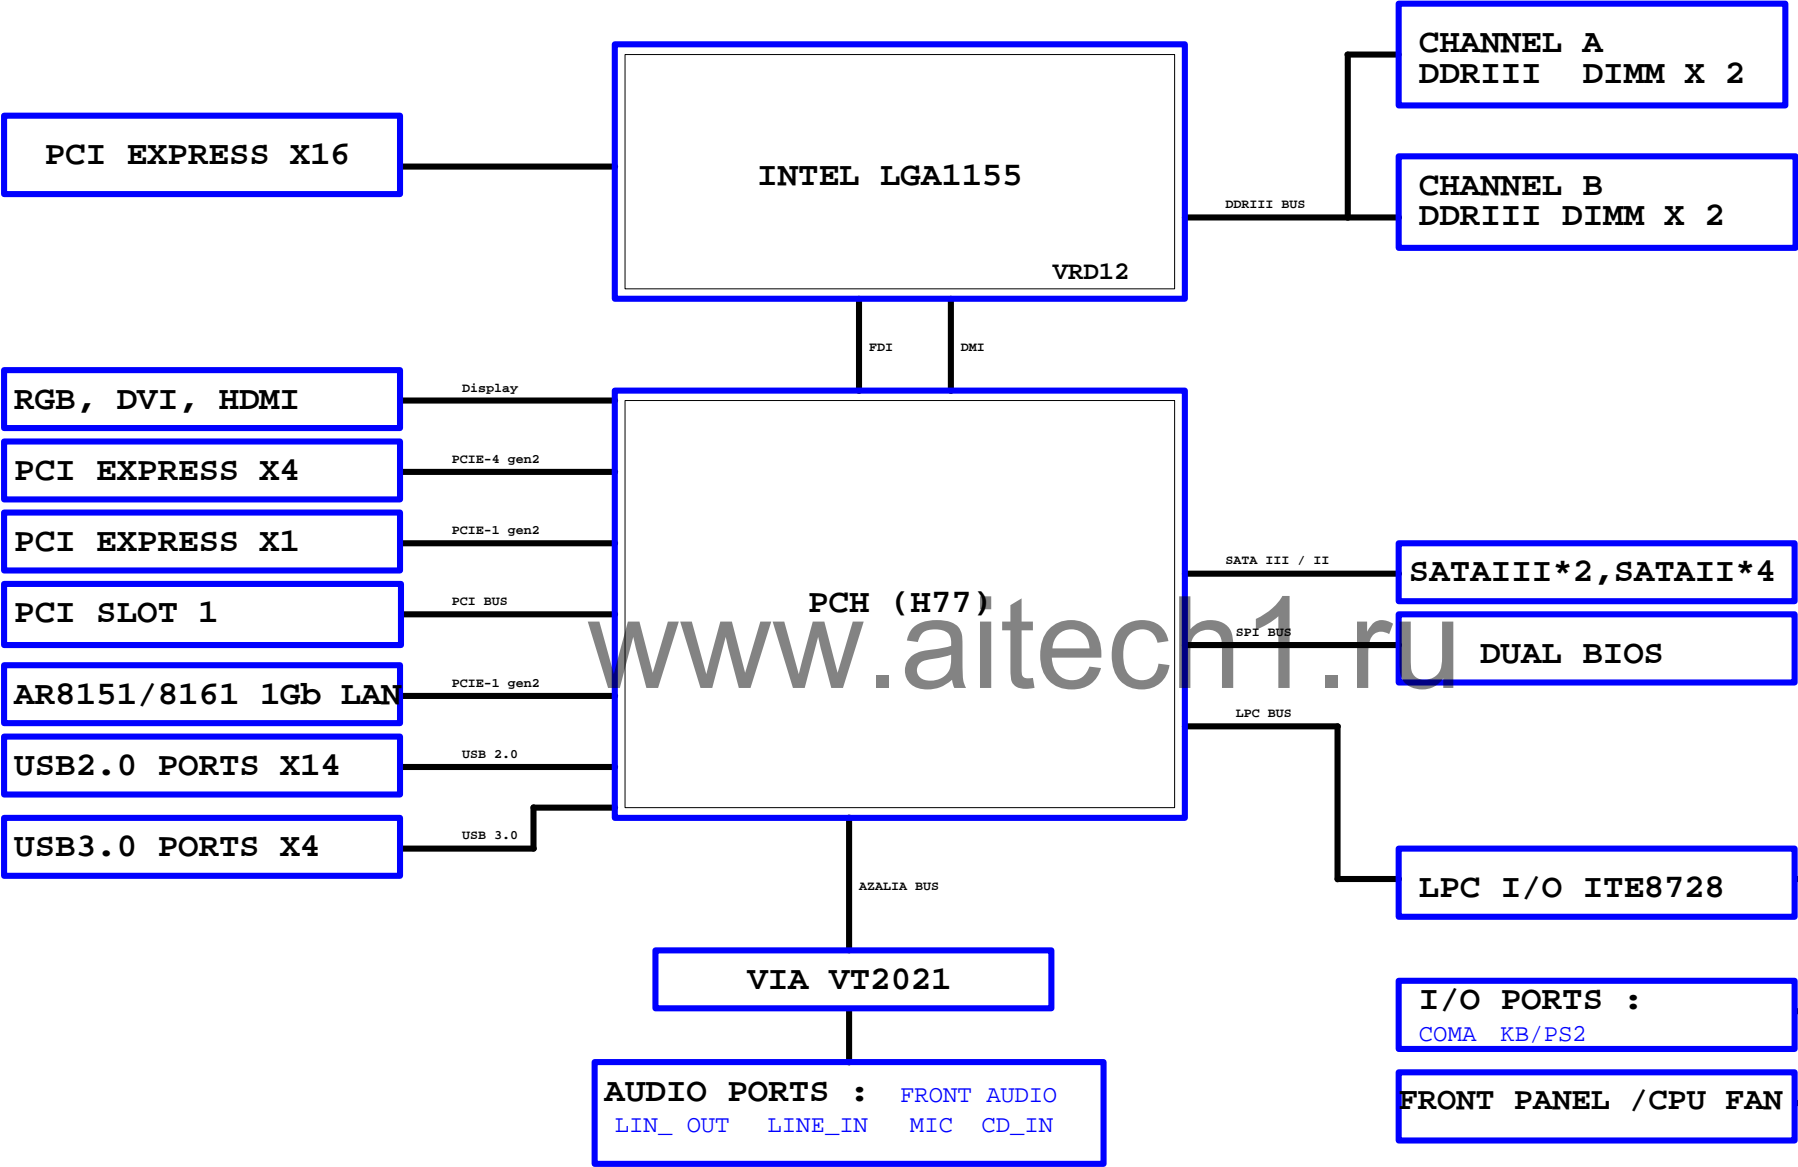 CHANNEL A
DDRIII DIMM X 2
PCI EXPRESS X16
INTEL LGA1155
CHANNEL B
DDRIII DIMM X 2
DDRIII BUS
VRD12
FDI
DMI
RGB, DVI, HDMI
Display
PCI EXPRESS X4
PCIE-4 gen2
PCI EXPRESS X1
PCIE-1 gen2
SATA III / II
SATAIII*2,SATAII*4
PCI SLOT 1
PCI BUS
PCH (H77)
www.aitech1.ru
SPI BUS
DUAL BIOS
AR8151/8161 1Gb LAN
PCIE-1 gen2
LPC BUS
USB2.0 PORTS X14
USB 2.0
USB3.0 PORTS X4
USB 3.0
AZALIA BUS
LPC I/O ITE8728
VIA VT2021
I/O PORTS :
COMA KB/PS2
AUDIO PORTS : FRONT AUDIO
LIN_ OUT LINE_IN MIC CD_IN
FRONT PANEL /CPU FAN